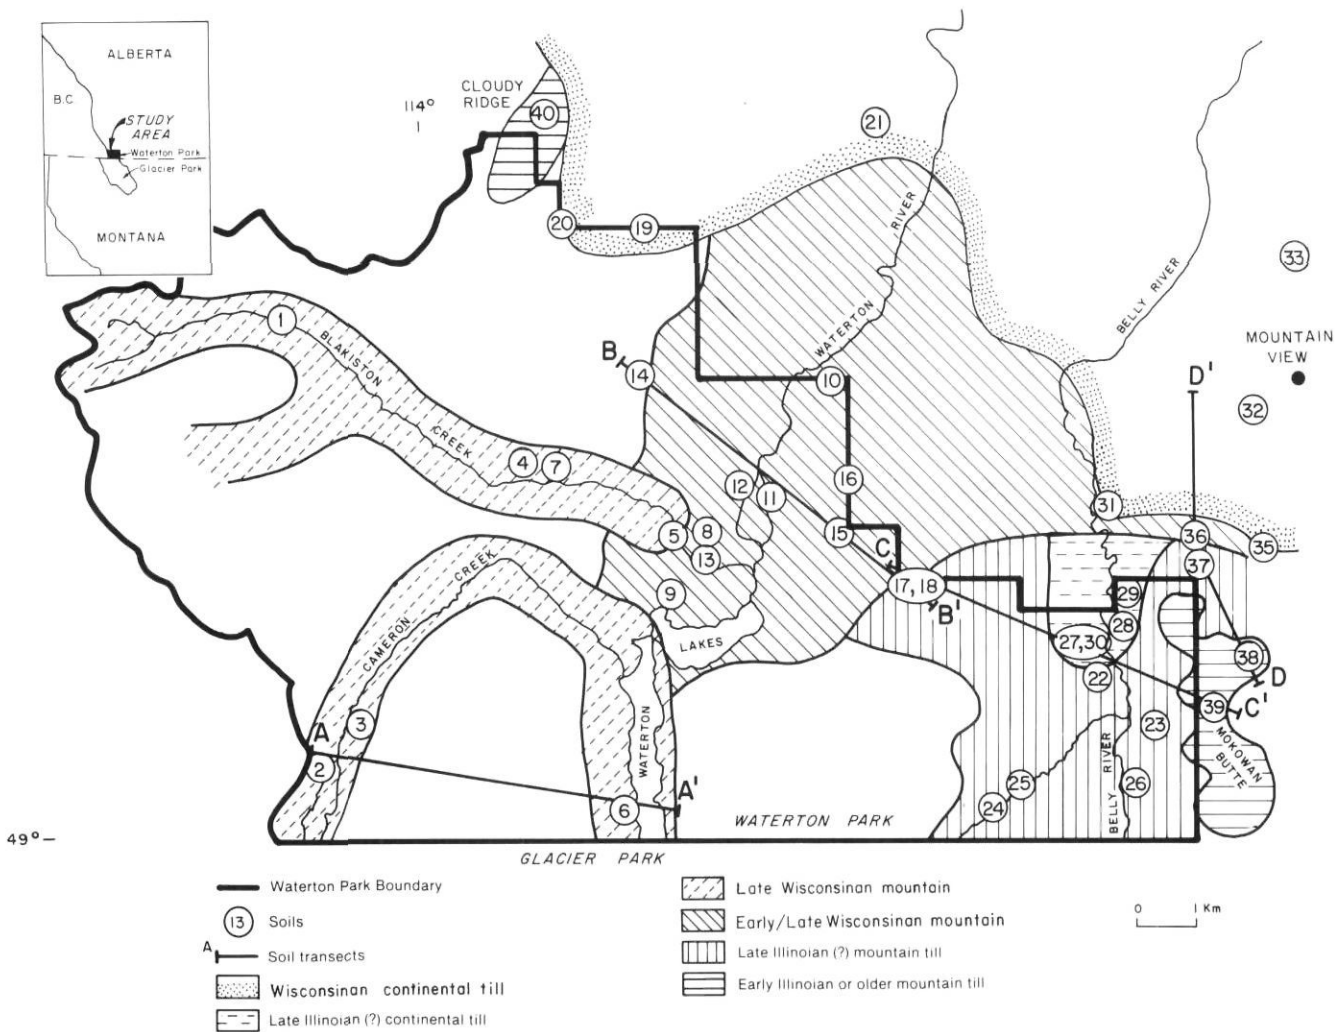 ALBERTA
B.C
STUDY
AREA
Waterton Park
Glacier Park
MONTANA
114°
CLOUDY
RIDGE
40
21
20
19
33
1
BLAKISTON
CREEK
B
14
WATERTON
RIVER
BELLY RIVER
MOUNTAIN
VIEW
10
D'
32
4
7
12
11
16
31
5
8
13
15
C
36
35
37
9
17, 18
B'
29
28
27,30
LAKES
CAMERON
CREEK
22
38
D
39
C'
3
A
2
WATERTON
6
A'
23
MOKOWAN
BUTTE
25
24
26
BELLY
RIVER
49°
WATERTON PARK
GLACIER PARK
Waterton Park Boundary
13
Soils
A
Soil transects
Wisconsinan continental till
Late Illinoian (?) continental till
Late Wisconsinan mountain
Early/Late Wisconsinan mountain
Late Illinoian (?) mountain till
Early Illinoian or older mountain till
0 1 Km